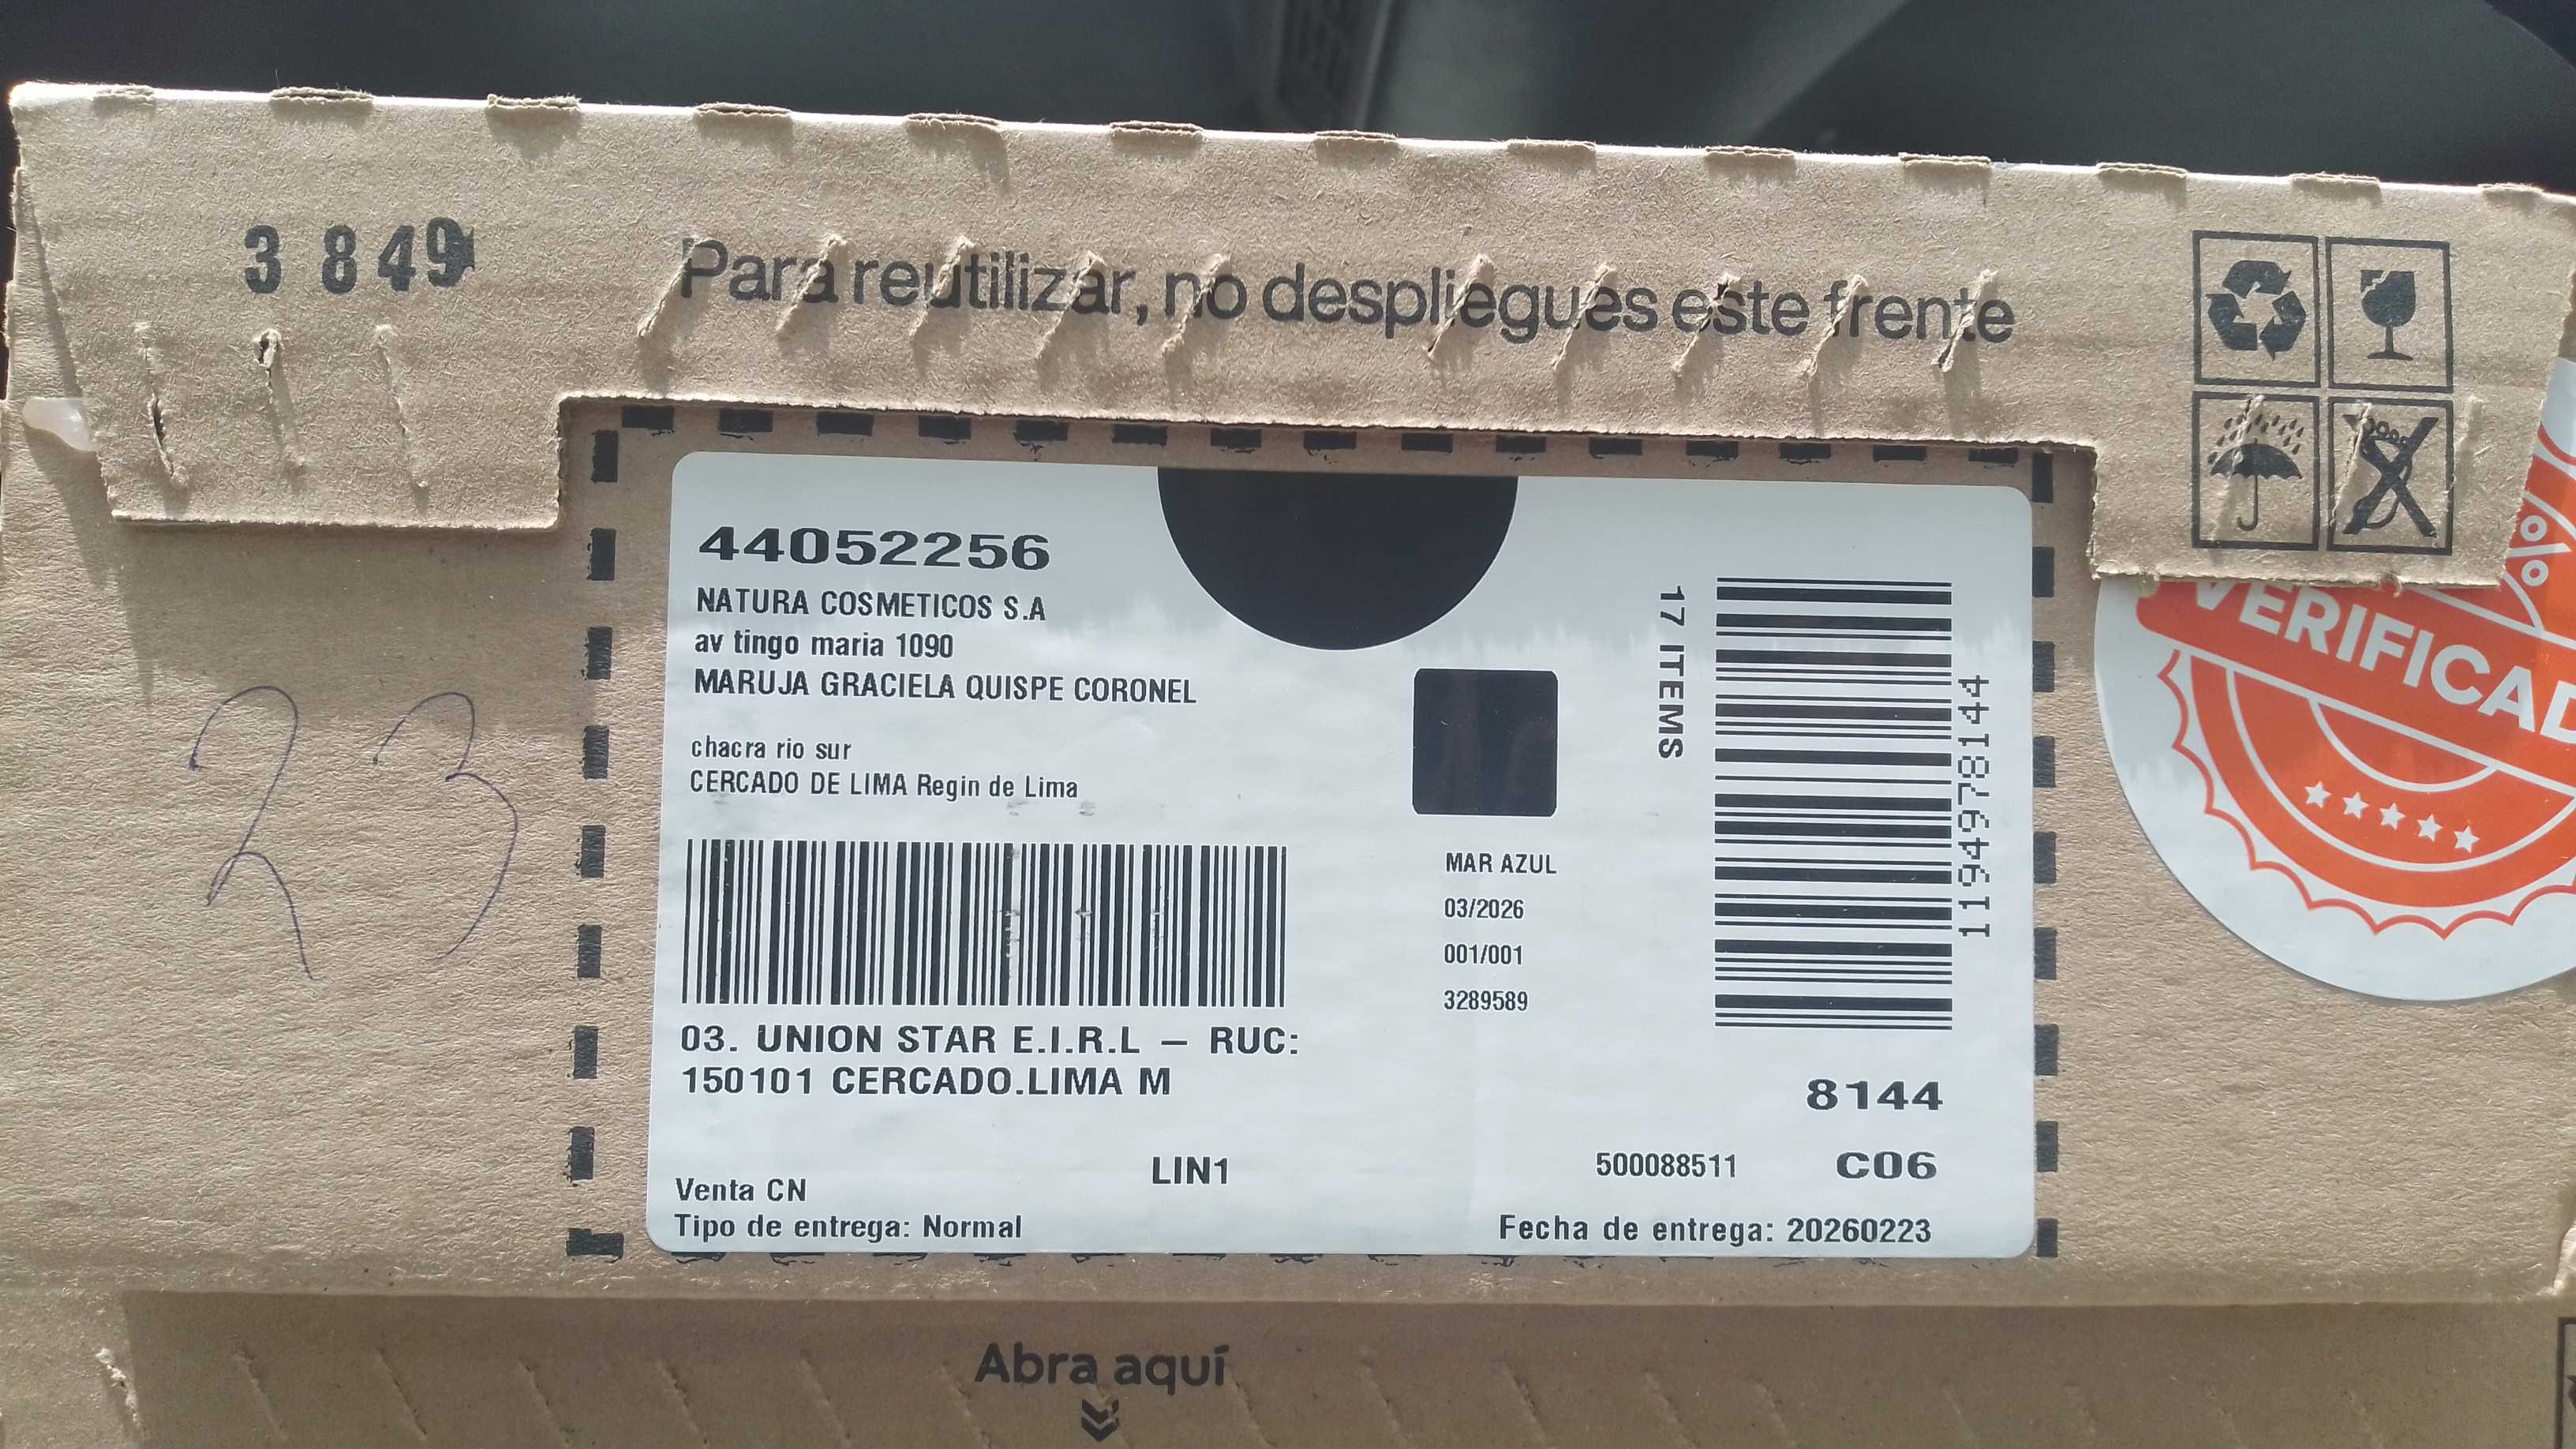 3 849
Para reutilizar, no despliegues este frente
44052256
NATURA COSMETICOS S.A
av tingo maria 1090
MARUJA GRACIELA QUISPE CORONEL
chacra rio sur
CERCADO DE LIMA Regin de Lima
17 ITEMS
1194978144
%
VERIFICAD
23
MAR AZUL
03/2026
001/001
3289589
03. UNION STAR E.I.R.L – RUC:
150101 CERCADO.LIMA M
8144
LIN1
500088511 C06
Venta CN
Tipo de entrega: Normal
Fecha de entrega: 20260223
Abra aquí